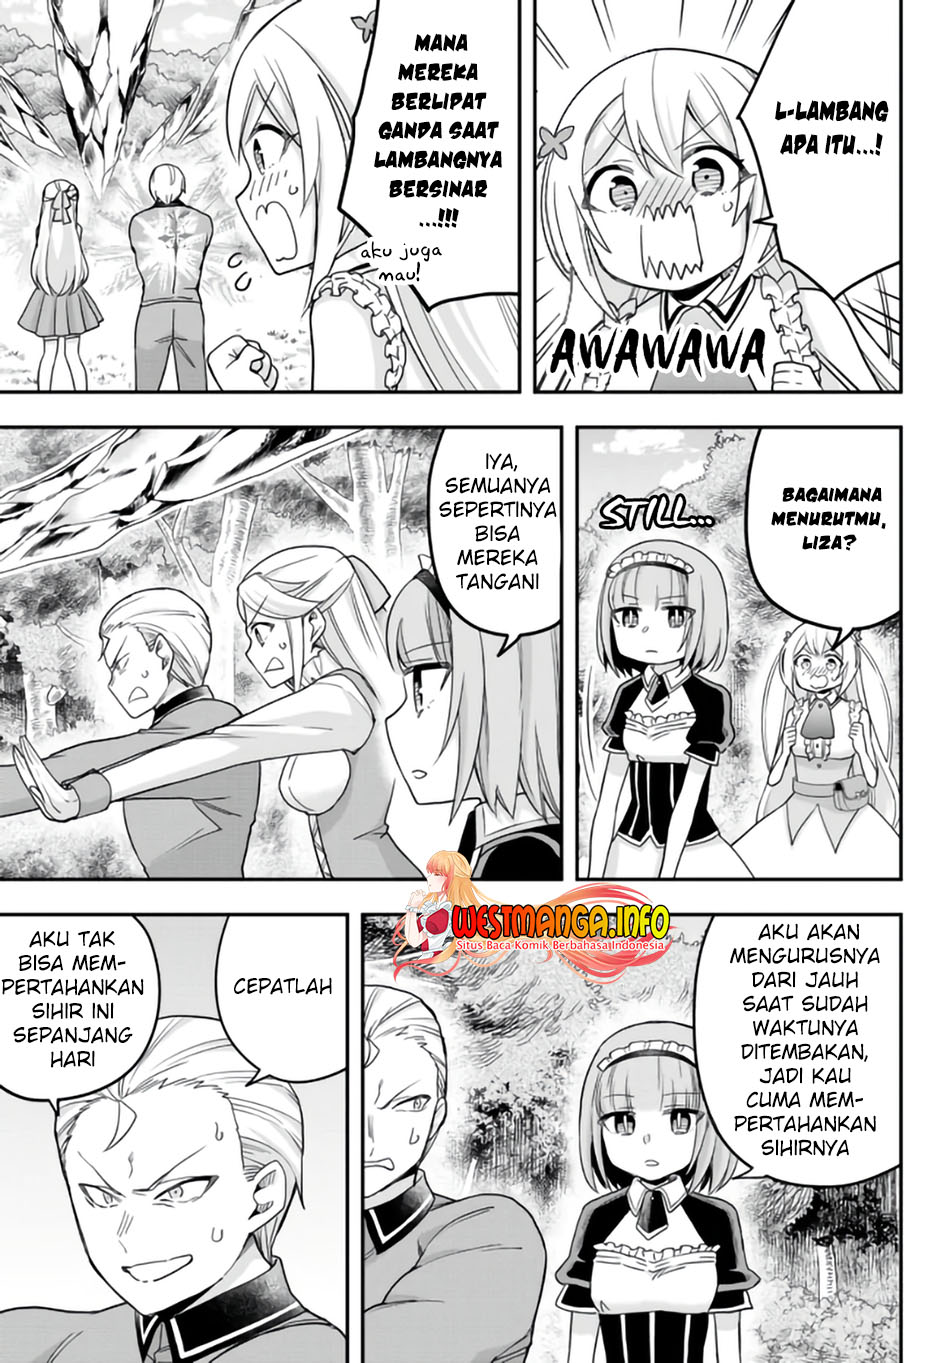 L-LAMBANG
APA ITU...!
AWAWAWA
MANA
MEREKA
BERLIPAT
GANDA SAAT
LAMBANGNYA
BERSINAR
...!!!
aku juga
mau!
BAGAIMANA
MENURUTMU,
LIZA?
STILL...
IYA,
SEMUANYA
SEPERTINYA
BISA
MEREKA
TANGANI
AKU AKAN
MENGURUSNYA
DARI JAUH
SAAT SUDAH
WAKTUNYA
DITEMBAKAN,
JADI KAU
CUMA MEM-
PERTAHANKAN
SIHIRNYA
WESTMANGA.INFO
Situs Baca Komik Berbahasa Indonesia
CEPATLAH
AKU TAK
BISA MEM-
PERTAHANKAN
SIHIR INI
SEPANJANG
HARI